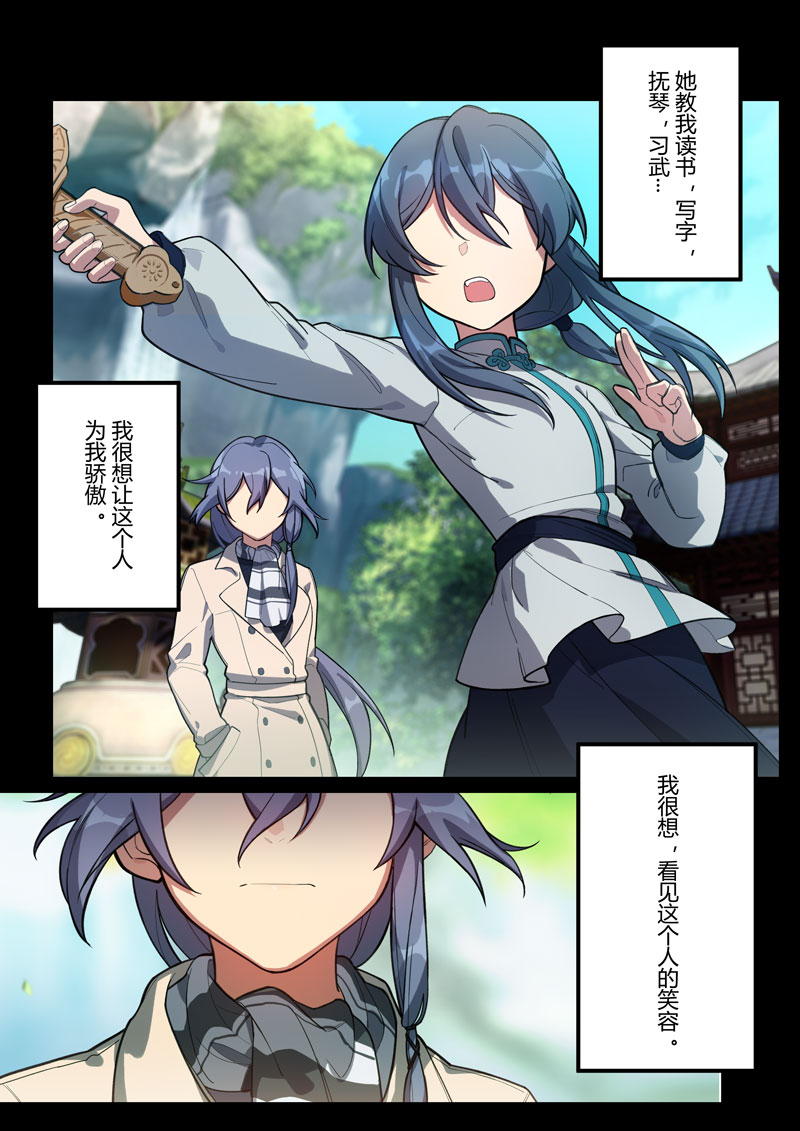 她教我读书，写字，
抚琴，习武…
我很想让这个人
为我骄傲。
我很想，看见这个人的笑容。